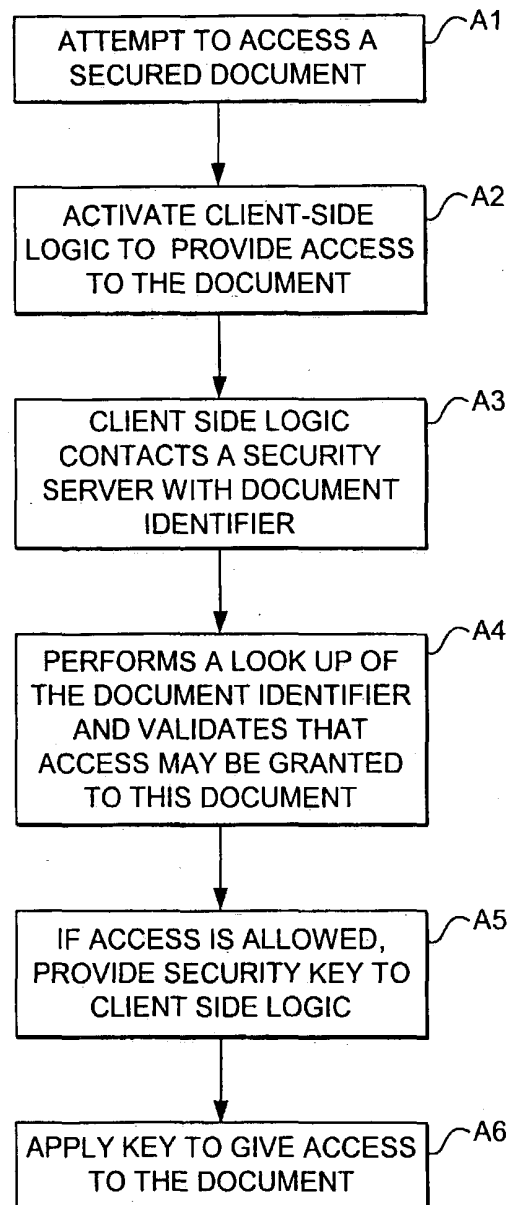 A1
ATTEMPT TO ACCESS A
SECURED DOCUMENT
A2
ACTIVATE CLIENT-SIDE
LOGIC TO PROVIDE ACCESS
TO THE DOCUMENT
A3
CLIENT SIDE LOGIC
CONTACTS A SECURITY
SERVER WITH DOCUMENT
IDENTIFIER
A4
PERFORMS A LOOK UP OF
THE DOCUMENT IDENTIFIER
AND VALIDATES THAT
ACCESS MAY BE GRANTED
TO THIS DOCUMENT
A5
IF ACCESS IS ALLOWED,
PROVIDE SECURITY KEY TO
CLIENT SIDE LOGIC
A6
APPLY KEY TO GIVE ACCESS
TO THE DOCUMENT